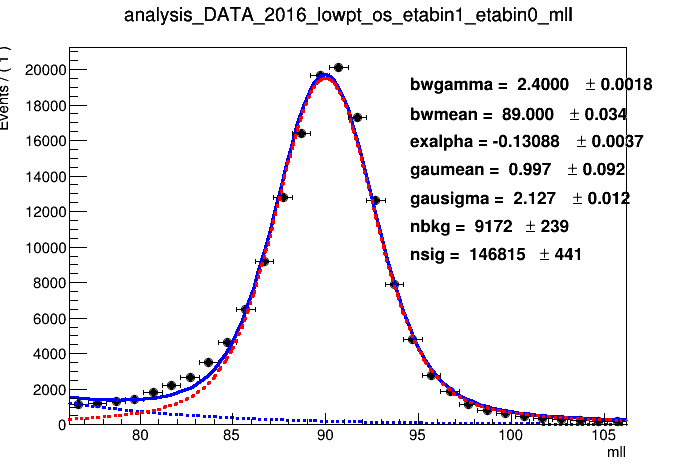 analysis_DATA_2016_lowpt_os_etabin1_etabin0_mll
Events / ( 1 )
20000
18000
16000
14000
12000
10000
8000
6000
4000
2000
0
bwgamma = 2.4000 ± 0.0018
bwmean = 89.000 ± 0.034
exalpha = -0.13088 ± 0.0037
gaumean = 0.997 ± 0.092
gausigma = 2.127 ± 0.012
nbkg = 9172 ± 239
nsig = 146815 ± 441
80 85 90 95 100 105
mll